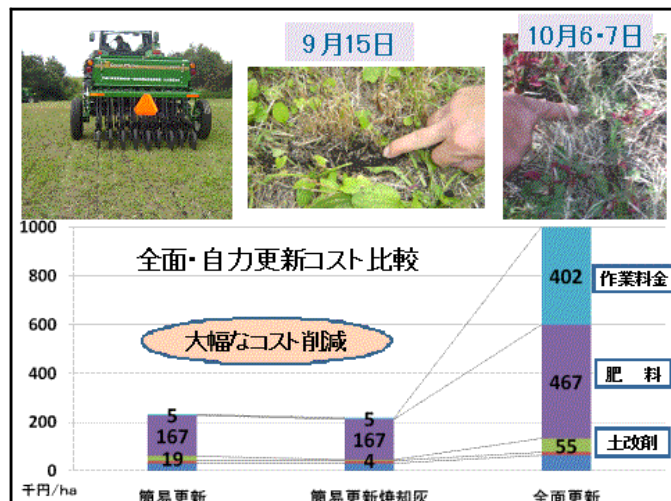 9月15日
10月6・7日
1000
全面・自力更新コスト比較
800
402
作業料金
600
大幅なコスト削減
467
肥　料
400
200
5
5
167
167
土改剤
55
19
4
0
千円/ha
簡易更新
簡易更新焼却灰
全面更新